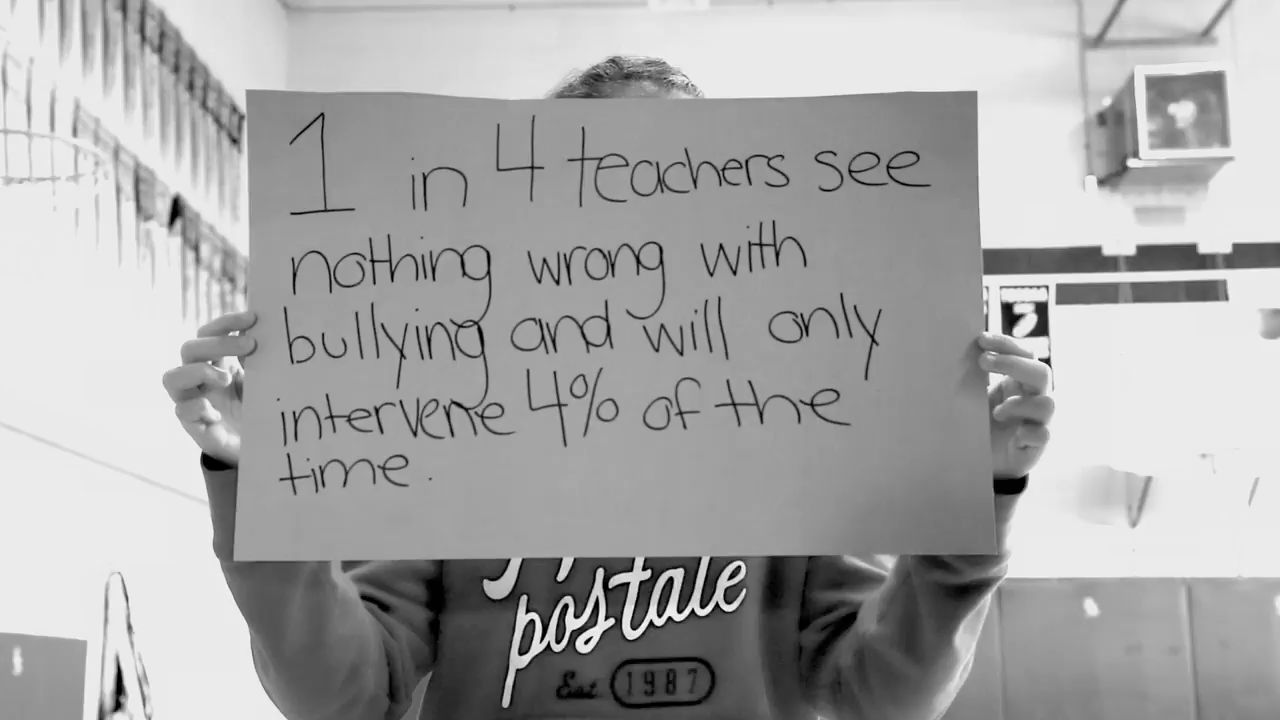 1 in 4 teachers see
nothing wrong with
bullying and will only
intervene 4% of the
time.
postale
Est 1987